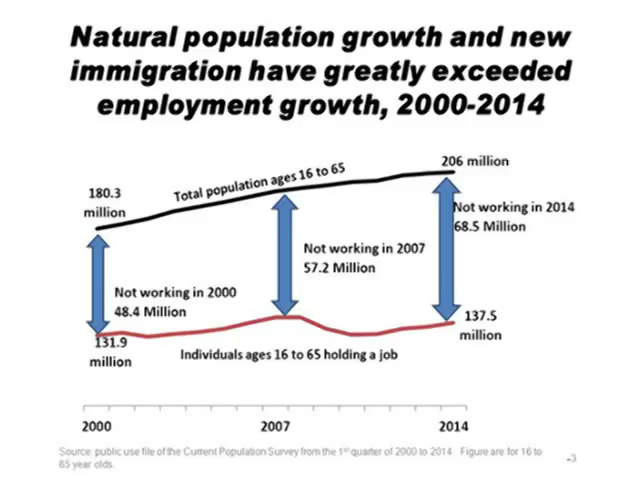 Natural population growth and new
immigration have greatly exceeded
employment growth, 2000-2014
206 million
Total population ages 16 to 65
180.3
million
Not working in 2014
68.5 Million
Not working in 2007
57.2 Million
Not working in 2000
48.4 Million
137.5
million
131.9
million
Individuals ages 16 to 65 holding a job
2000
2007
2014
Source: public use file of the Current Population Survey from the 1st quarter of 2000 to 2014. Figure are for 16 to
65 year olds.
-3